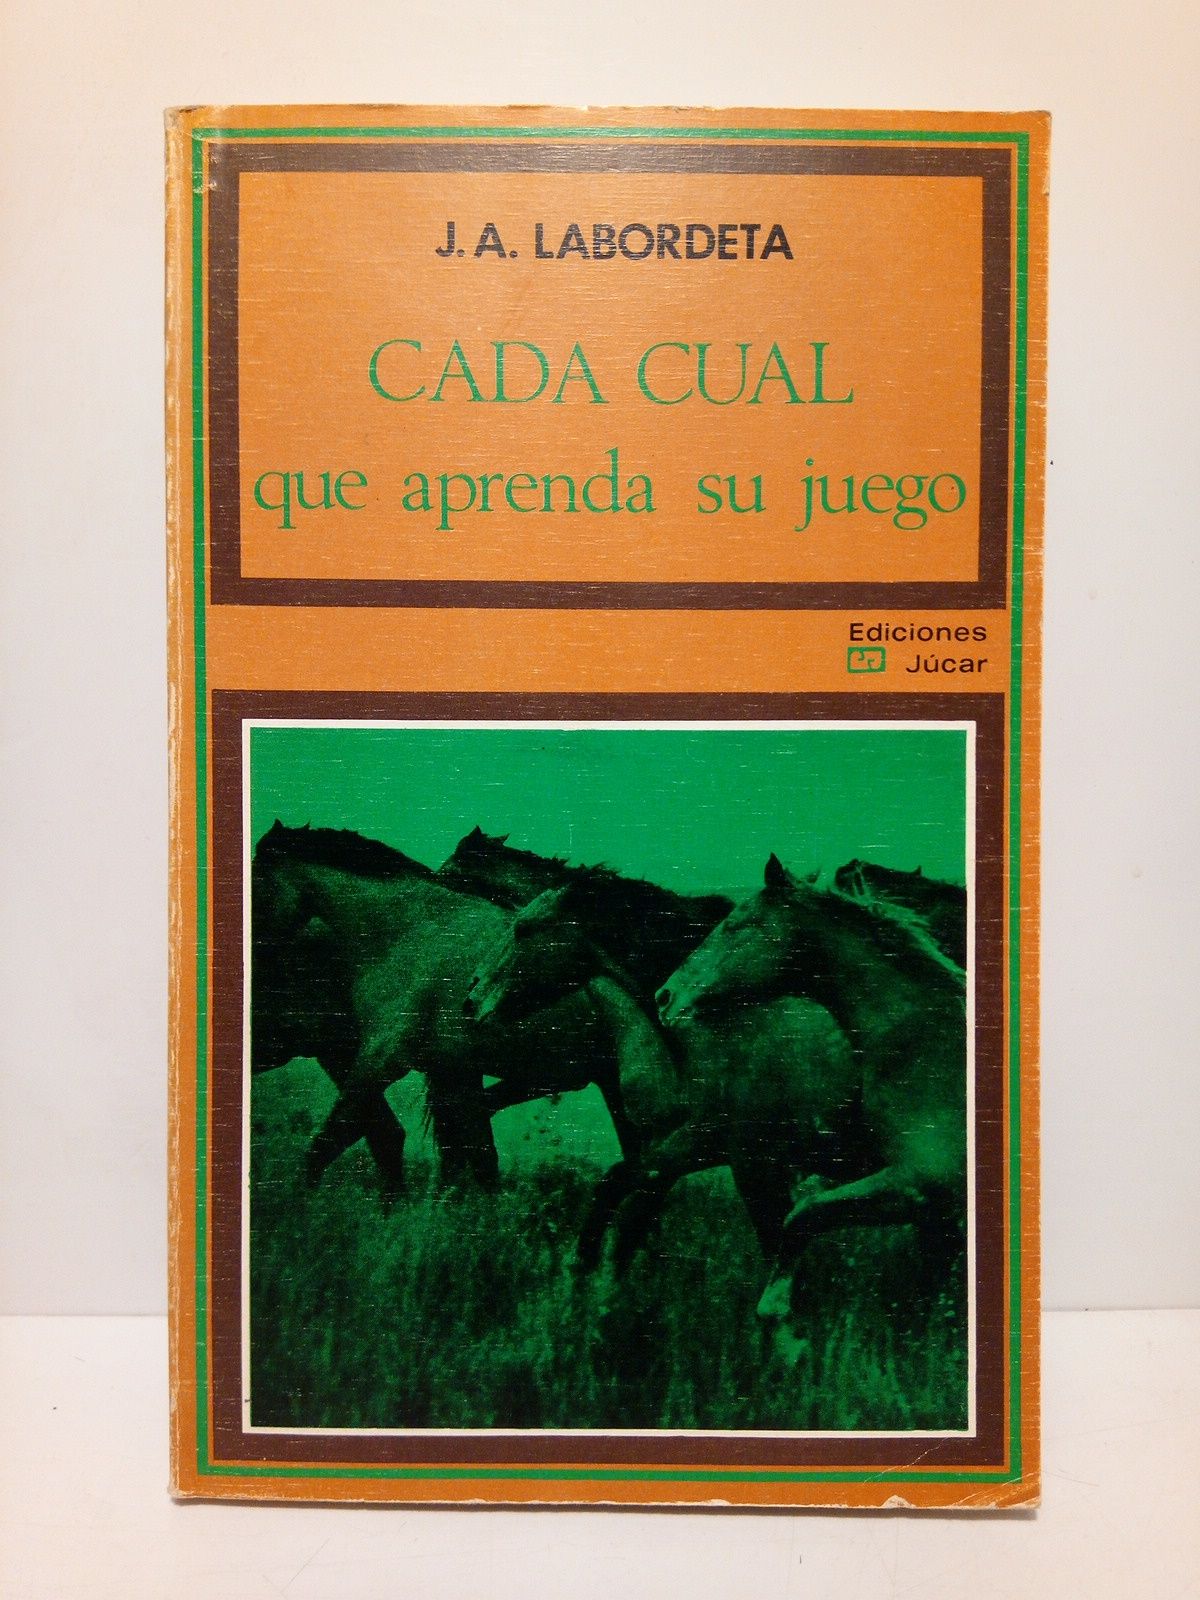 J. A. LABORDETA
CADA CUAL
que aprenda su juego
Ediciones
Júcar